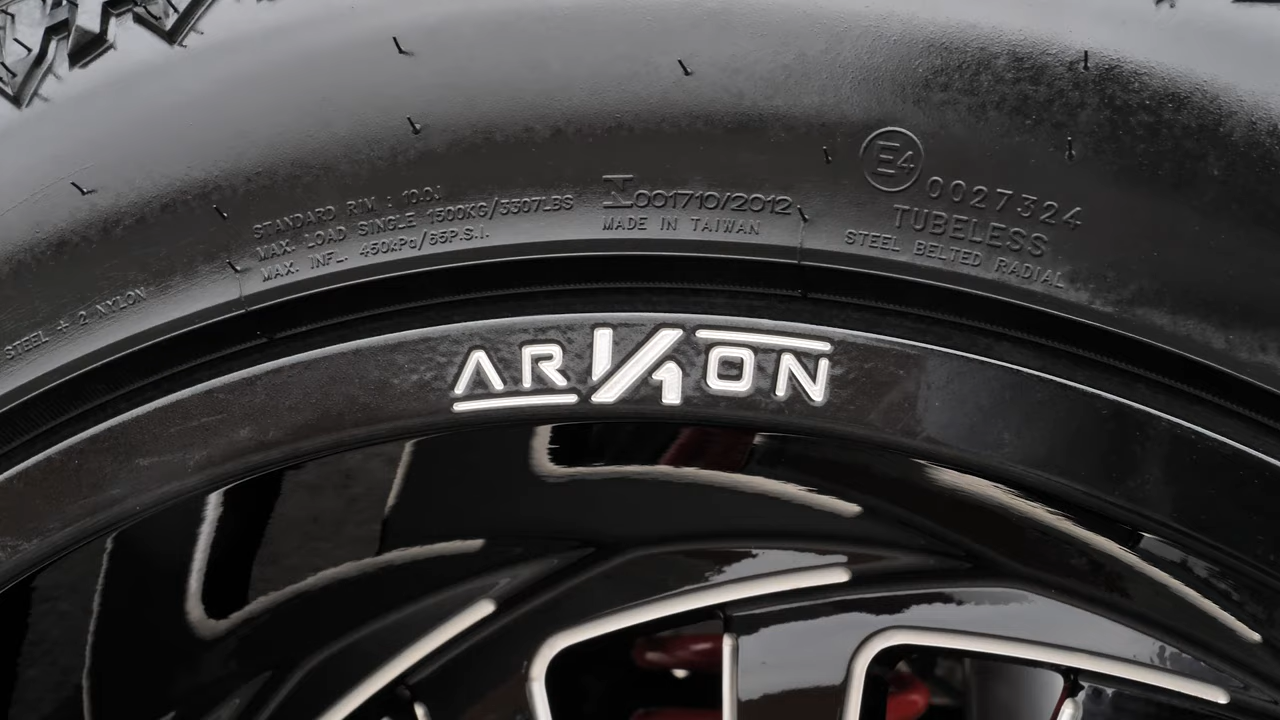 STANDARD RIM : 10.0J
MAX. LOAD SINGLE 1500KG/3307LBS
MAX. INFL. 450kPa/65P.S.I.
STEEL + 2 NYLON
001710/2012
MADE IN TAIWAN
E4
0027324
TUBELESS
STEEL BELTED RADIAL
ARKON